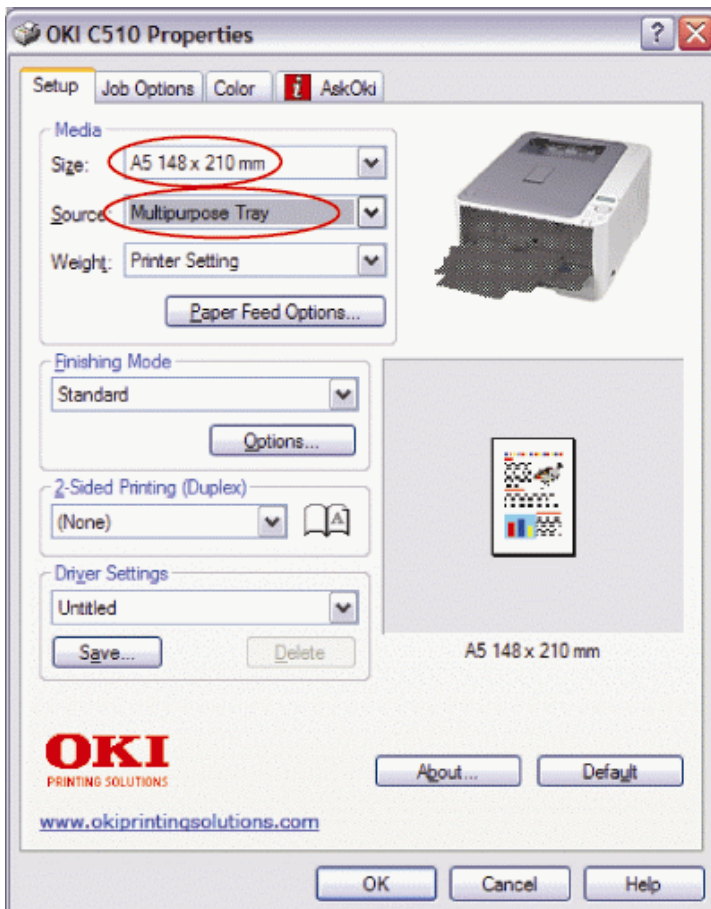 OKI C510 Properties
Setup Job Options Color i AskOki
Media
Size: A5 148 x 210 mm
Source: Multipurpose Tray
Weight: Printer Setting
Paper Feed Options...
Finishing Mode
Standard
Options...
2-Sided Printing (Duplex)
(None) A
Driver Settings
Untitled
Save... Delete
A5 148 x 210 mm
OKI
PRINTING SOLUTIONS
About... Default
www.okiprintingsolutions.com
OK Cancel Help